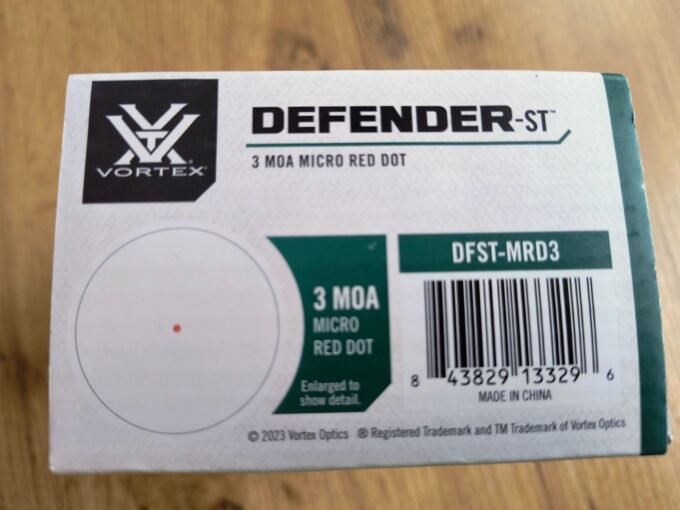 VORTEX®
DEFENDER-ST™
3 MOA MICRO RED DOT
3 MOA
MICRO
RED DOT
Enlarged to
show detail.
DFST-MRD3
8 43829 13329 6
MADE IN CHINA
© 2023 Vortex Optics ® Registered Trademark and TM Trademark of Vortex Optics